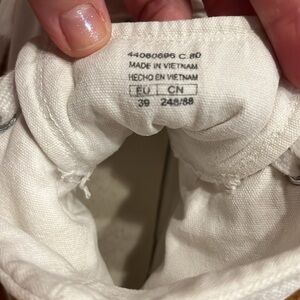 44060696 C.80
MADE IN VIETNAM
HECHO EN VIETNAM
EU CN
39 248/88